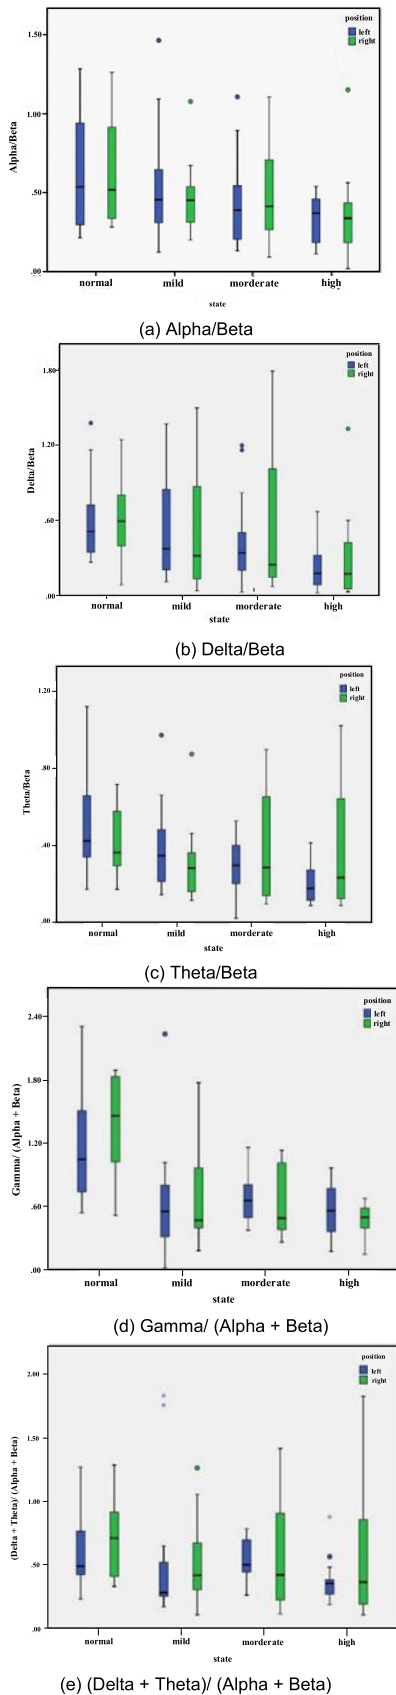 position
left
right
1.50
1.00
.50
.00
Alpha/Beta
normal mild morderate high
state
(a) Alpha/Beta
position
left
right
1.80
1.20
.60
.00
Delta/Beta
normal mild morderate high
state
(b) Delta/Beta
position
left
right
1.20
.80
.40
.00
Theta/Beta
normal mild morderate high
state
(c) Theta/Beta
position
left
right
2.40
1.80
1.20
.60
.00
Gamma/ (Alpha + Beta)
normal mild morderate high
state
(d) Gamma/ (Alpha + Beta)
position
left
right
2.00
1.50
1.00
.50
.00
(Delta + Theta)/ (Alpha + Beta)
normal mild morderate high
state
(e) (Delta + Theta)/ (Alpha + Beta)